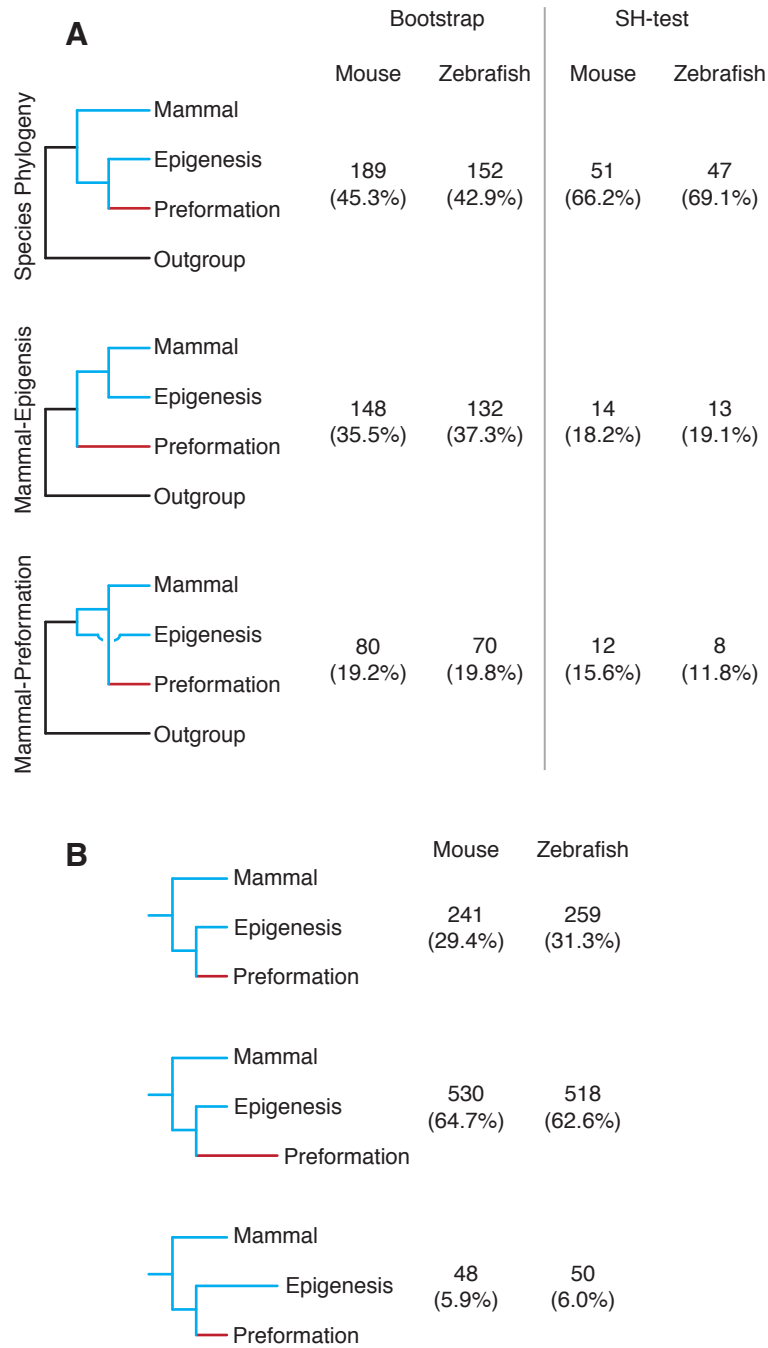 A
Bootstrap SH-test
Mouse Zebrafish Mouse Zebrafish
Species Phylogeny
Mammal
Epigenesis
Preformation
Outgroup
189 152 51 47
(45.3%) (42.9%) (66.2%) (69.1%)
Mammal-Epigensis
Mammal
Epigenesis
Preformation
Outgroup
148 132 14 13
(35.5%) (37.3%) (18.2%) (19.1%)
Mammal-Preformation
Mammal
Epigenesis
Preformation
Outgroup
80 70 12 8
(19.2%) (19.8%) (15.6%) (11.8%)
B
Mouse Zebrafish
Mammal
Epigenesis
Preformation
241 259
(29.4%) (31.3%)
Mammal
Epigenesis
Preformation
530 518
(64.7%) (62.6%)
Mammal
Epigenesis
Preformation
48 50
(5.9%) (6.0%)